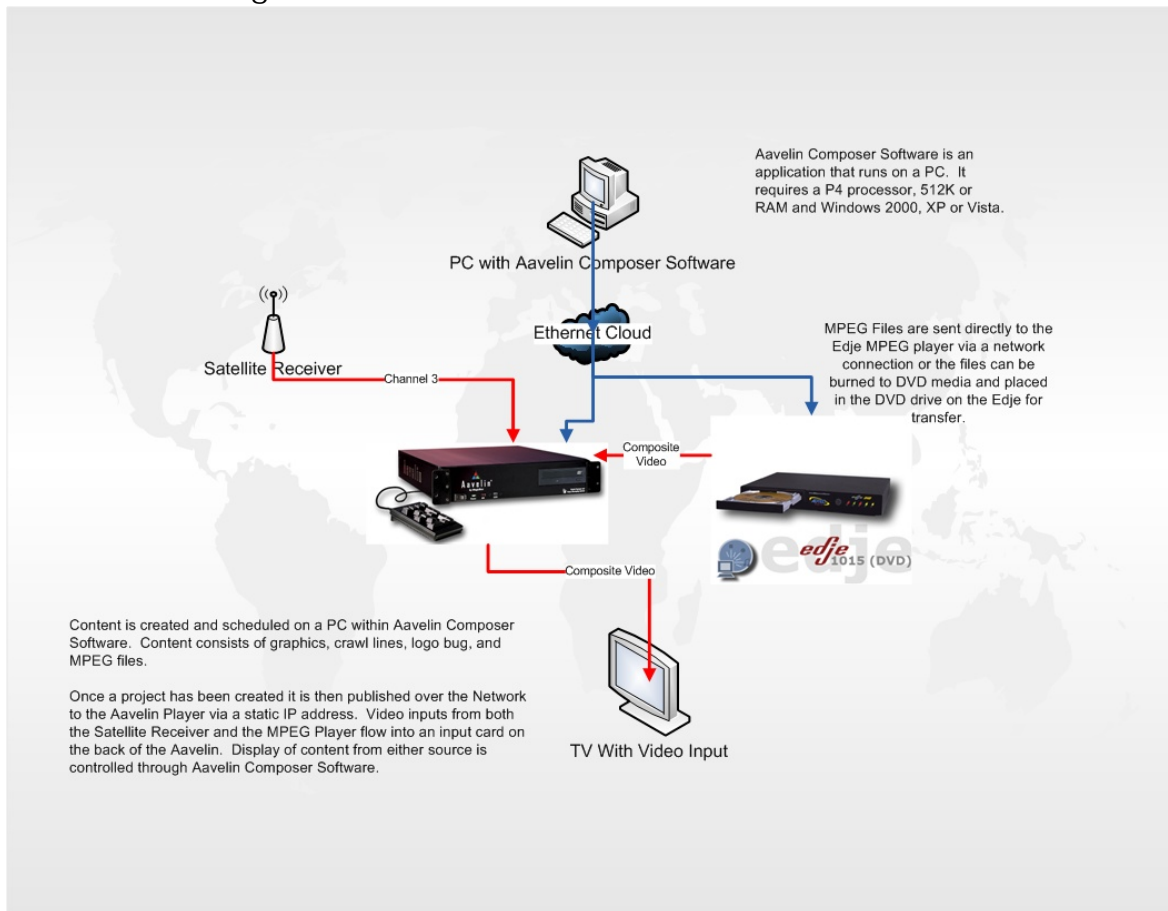 Aavelin Composer Software is an
application that runs on a PC. It
requires a P4 processor, 512K or
RAM and Windows 2000, XP or Vista.
PC with Aavelin Composer Software
Ethernet Cloud
MPEG Files are sent directly to the
Edje MPEG player via a network
connection or the files can be
burned to DVD media and placed
in the DVD drive on the Edje for
transfer.
Satellite Receiver
Channel 3
Composite
Video
Aavelin
edje
edje 1015 (DVD)
Composite Video
Content is created and scheduled on a PC within Aavelin Composer
Software. Content consists of graphics, crawl lines, logo bug, and
MPEG files.
Once a project has been created it is then published over the Network
to the Aavelin Player via a static IP address. Video inputs from both
the Satellite Receiver and the MPEG Player flow into an input card on
the back of the Aavelin. Display of content from either source is
controlled through Aavelin Composer Software.
TV With Video Input